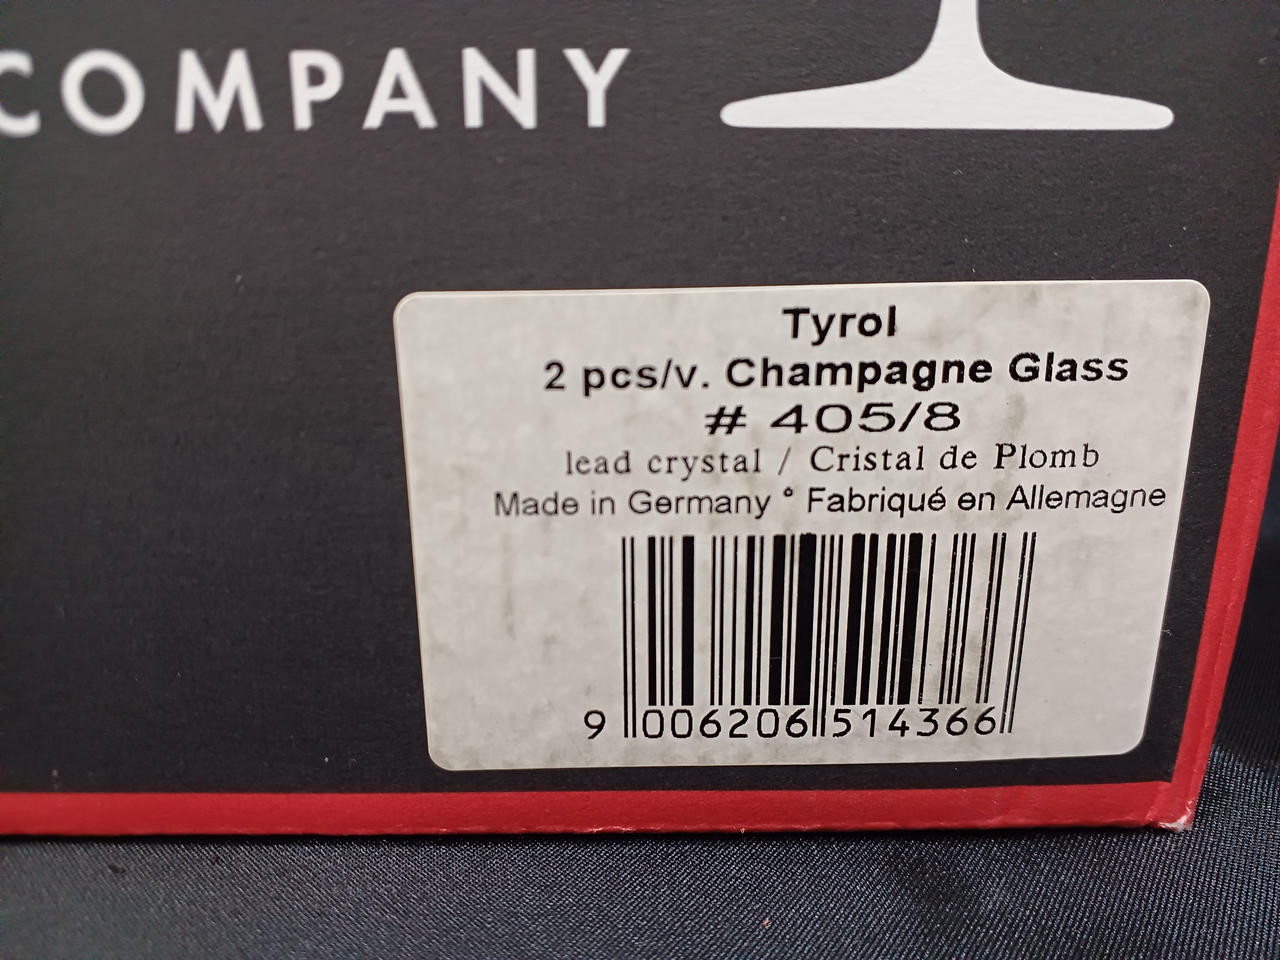 COMPANY
Tyrol
2 pcs/v. Champagne Glass
# 405/8
lead crystal / Cristal de Plomb
Made in Germany ° Fabriqué en Allemagne
9 006206 514366